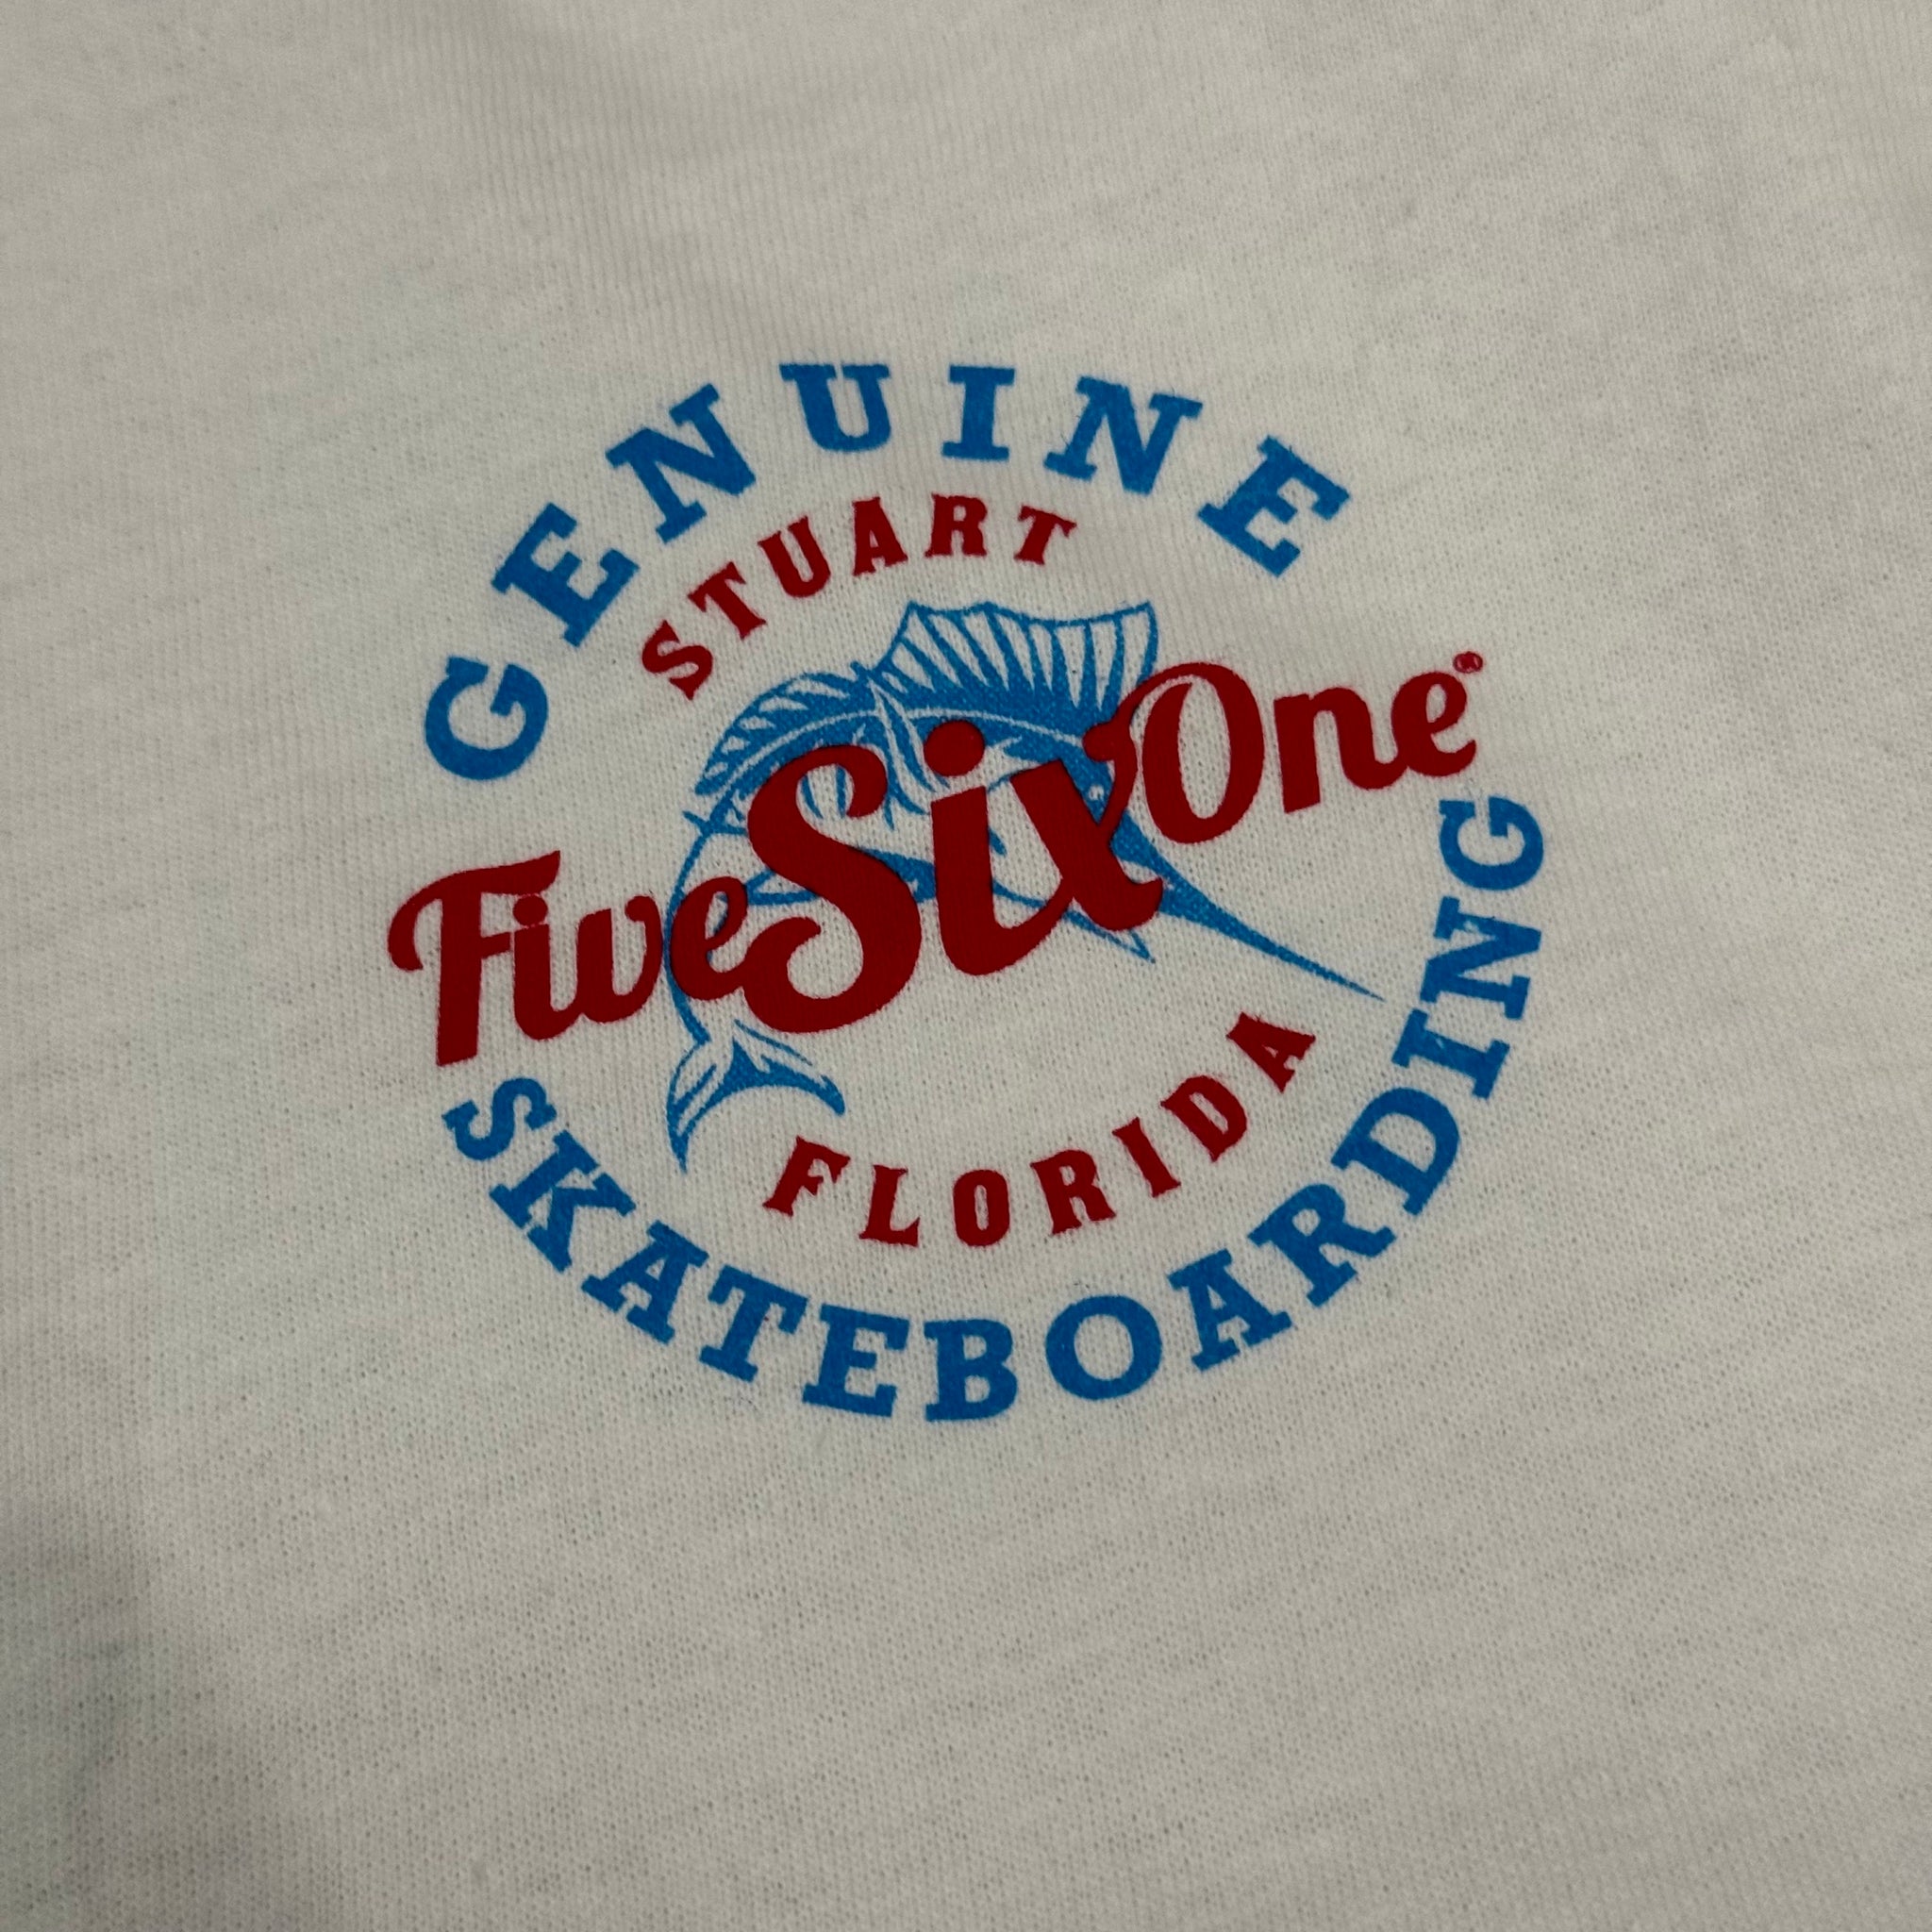 GENUINE
STUART
FiveSixOne®
FLORIDA
SKATEBOARDING